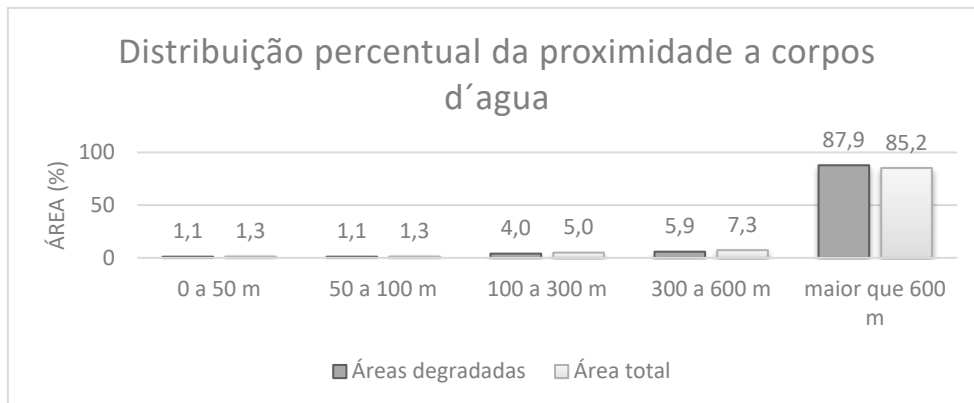 Distribuição percentual da proximidade a corpos
d´agua
ÁREA (%)
100
50
0
1,1 1,3 1,1 1,3 4,0 5,0 5,9 7,3 87,9 85,2
0 a 50 m 50 a 100 m 100 a 300 m 300 a 600 m maior que 600
m
Áreas degradadas Área total